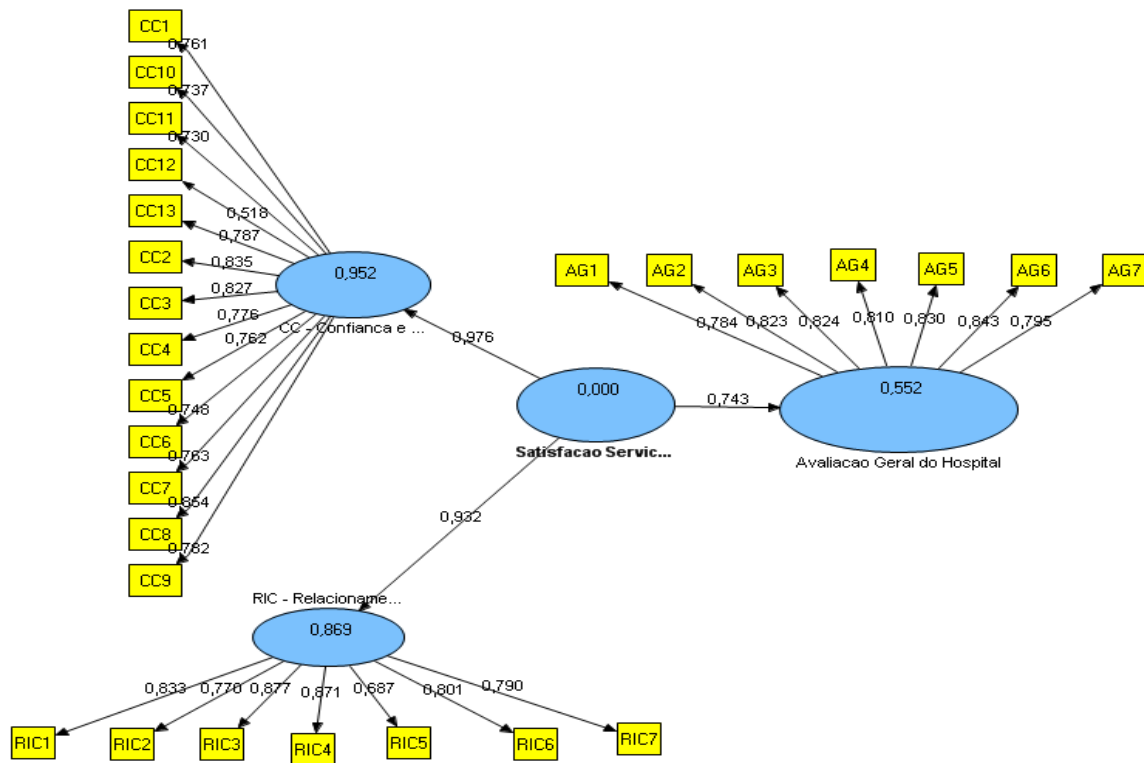 CC1
0,761
CC10
0,737
CC11
0,730
CC12
0,518
CC13
0,787
CC2
0,835
CC3
0,827
CC4
0,776
CC5
0,762
CC6
0,748
CC7
0,763
CC8
0,854
CC9
0,782
0,952
CC - Confianca e ...
0,976
AG1
AG2
AG3
AG4
AG5
AG6
AG7
0,784
0,823
0,824
0,810
0,830
0,843
0,795
0,000
0,743
0,552
Satisfacao Servic...
Avaliacao Geral do Hospital
0,932
RIC - Relacioname...
0,869
0,833
0,770
0,877
0,871
0,687
0,801
0,790
RIC1
RIC2
RIC3
RIC4
RIC5
RIC6
RIC7